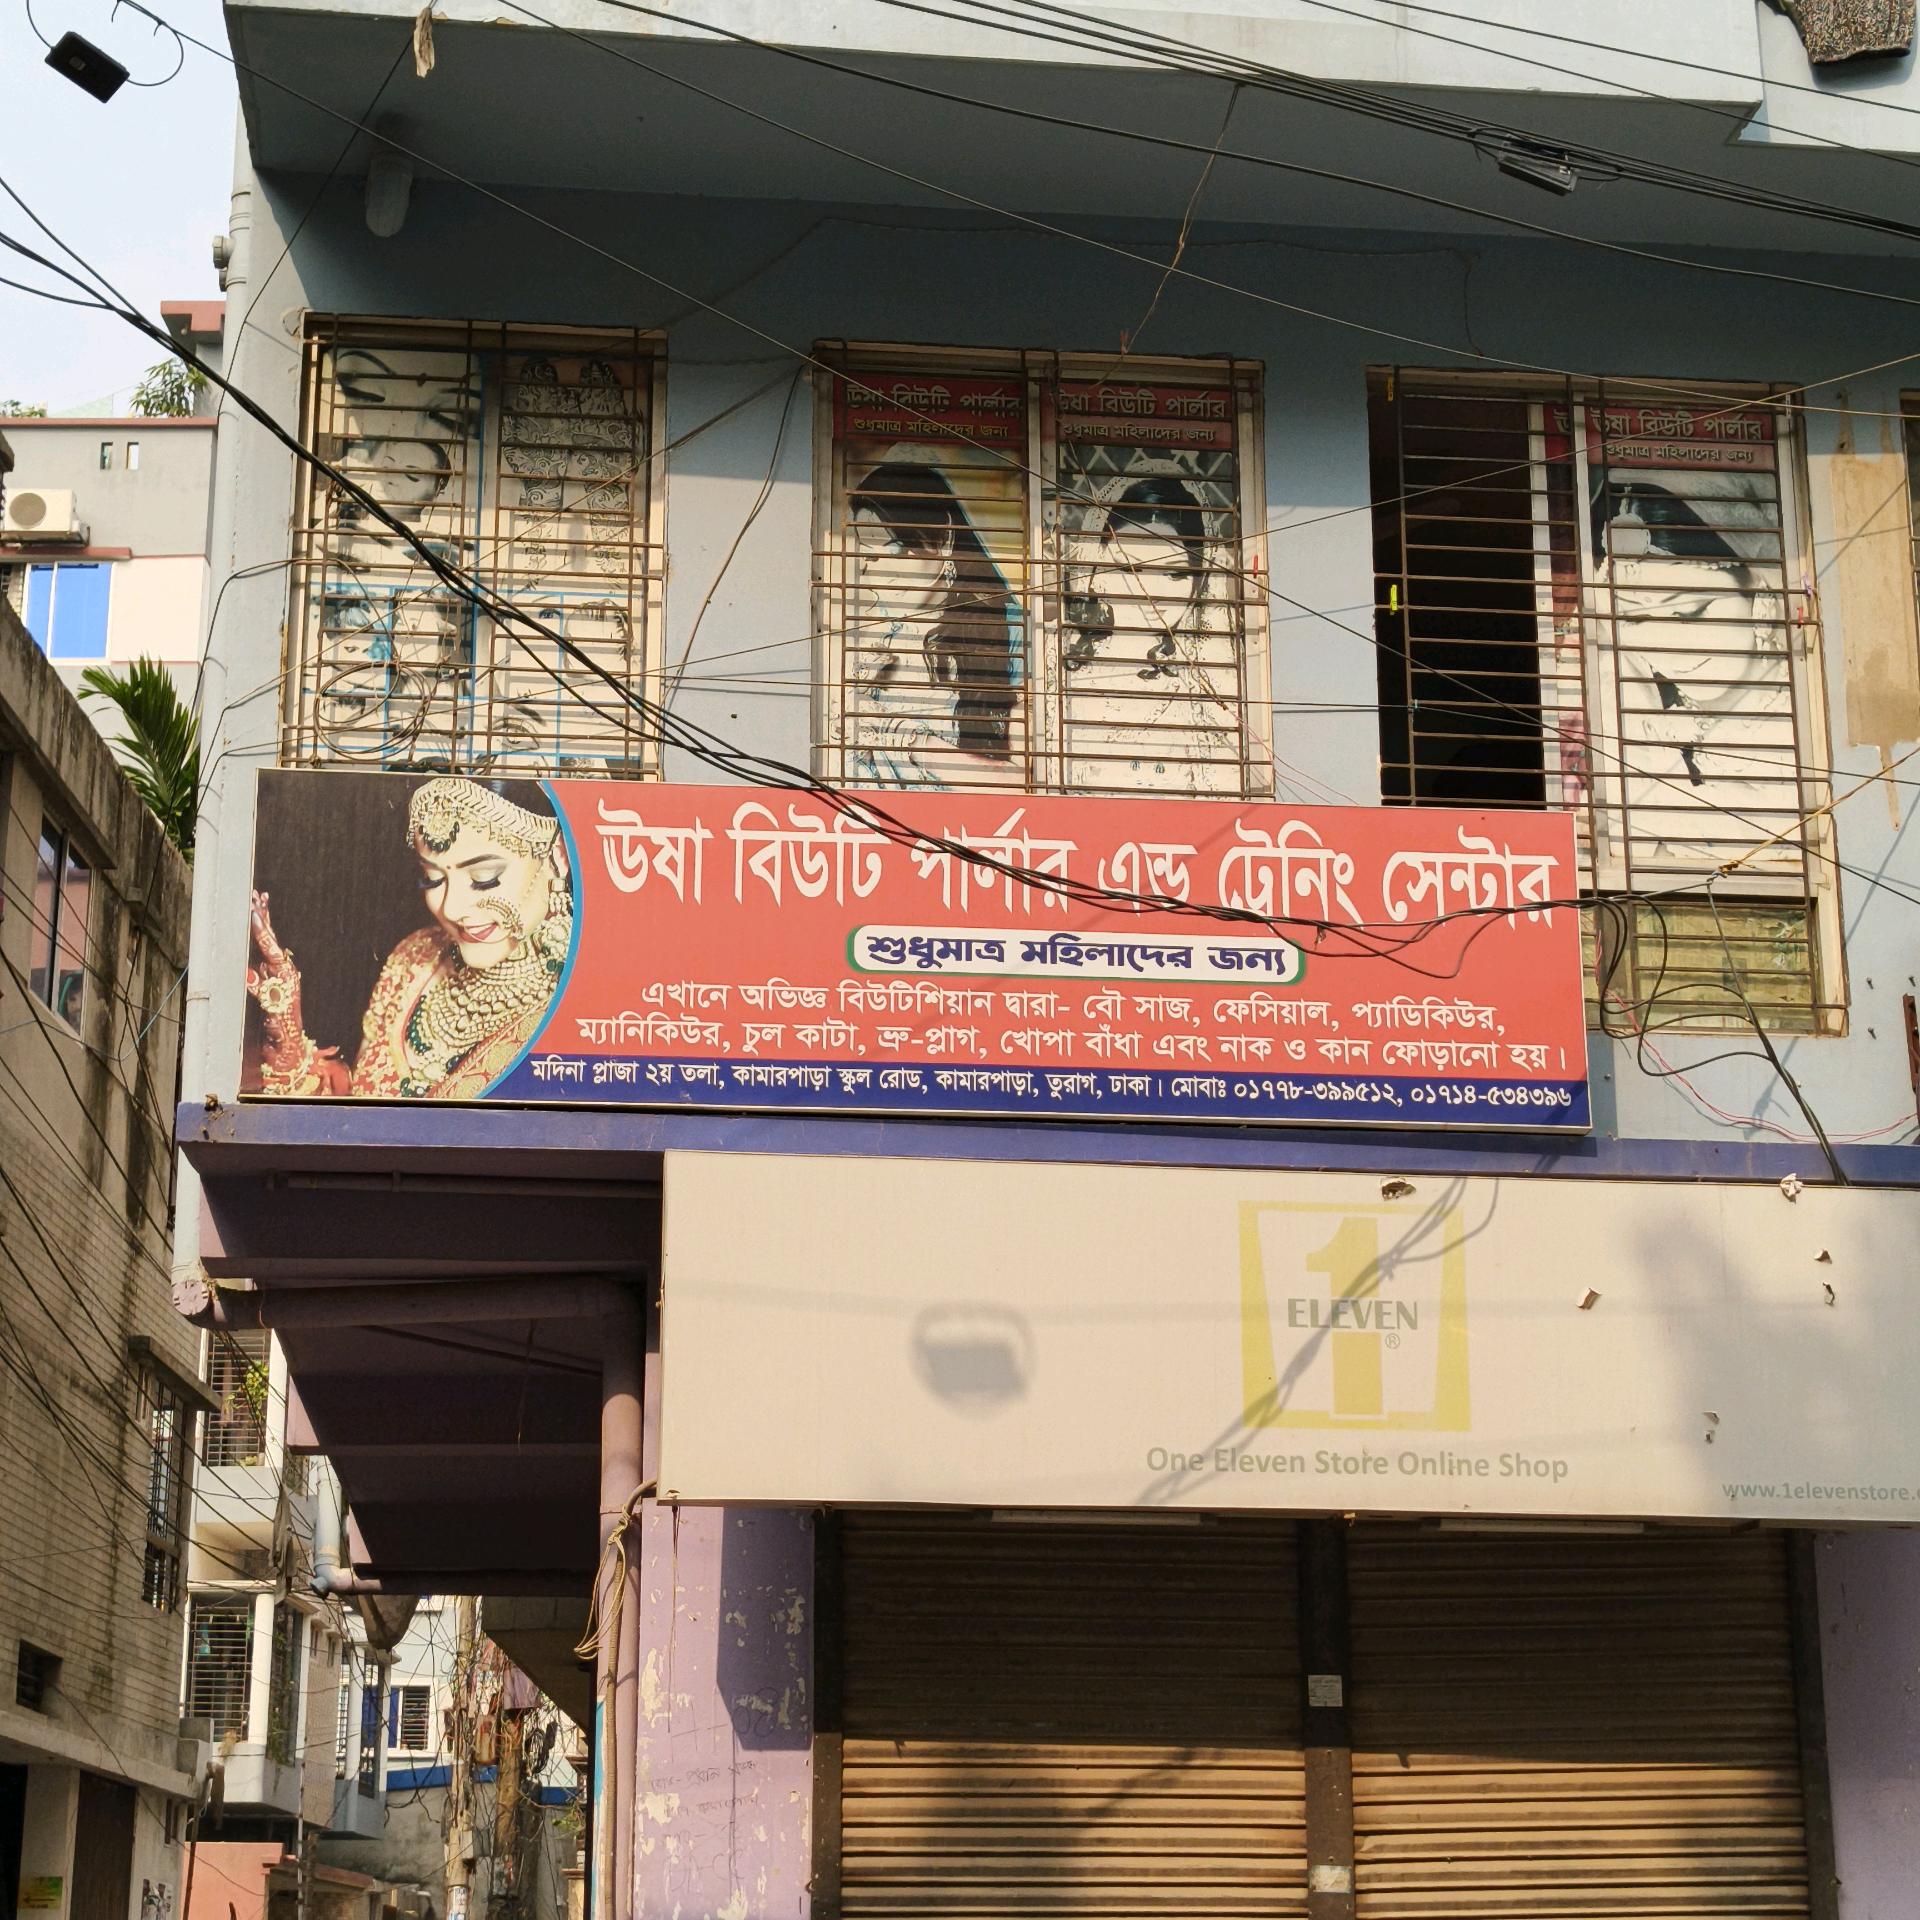 ঊষা বিউটি পার্লার
শুধুমাত্র মহিলাদের জন্য
ঊষা বিউটি পার্লার
শুধুমাত্র মহিলাদের জন্য
ঊষা বিউটি পার্লার
শুধুমাত্র মহিলাদের জন্য
ঊষা বিউটি পার্লার এন্ড ট্রেনিং সেন্টার
শুধুমাত্র মহিলাদের জন্য
এখানে অভিজ্ঞ বিউটিশিয়ান দ্বারা- বৌ সাজ, ফেসিয়াল, প্যাডিকিউর,
ম্যানিকিউর, চুল কাটা, ভ্রু-প্লাগ, খোপা বাঁধা এবং নাক ও কান ফোড়ানো হয়।
মদিনা প্লাজা ২য় তলা, কামারপাড়া স্কুল রোড, কামারপাড়া, তুরাগ, ঢাকা। মোবাঃ ০১৭৭৮-৩৯৯৫১২, ০১৭১৪-৫৩৪৩৯৬
1
ELEVEN
®
One Eleven Store Online Shop
www.1elevenstore.